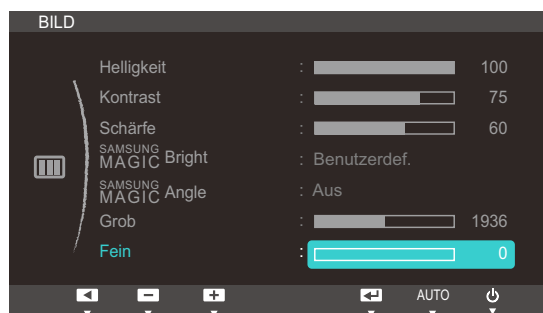 BILD
Helligkeit : 100
Kontrast : 75
Schärfe : 60
SAMSUNG MAGIC Bright : Benutzerdef.
SAMSUNG MAGIC Angle : Aus
Grob : 1936
Fein : 0
AUTO